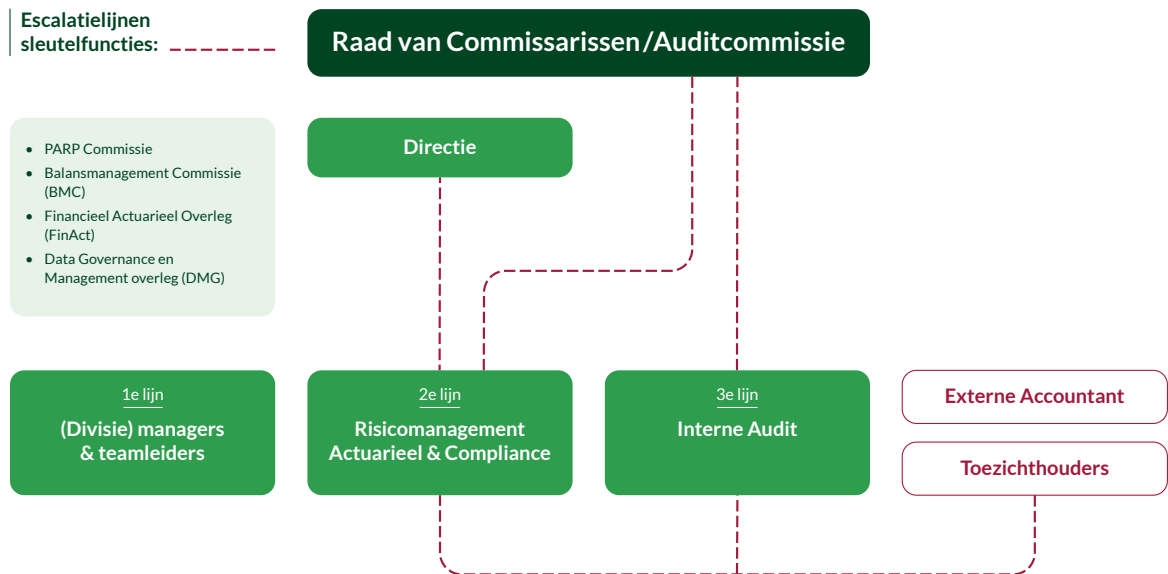 Escalatielijnen
sleutelfuncties:
Raad van Commissarissen/Auditcommissie
• PARP Commissie
• Balansmanagement Commissie
(BMC)
• Financieel Actuarieel Overleg
(FinAct)
• Data Governance en
Management overleg (DMG)
Directie
1e lijn
(Divisie) managers
& teamleiders
2e lijn
Risicomanagement
Actuarieel & Compliance
3e lijn
Interne Audit
Externe Accountant
Toezichthouders